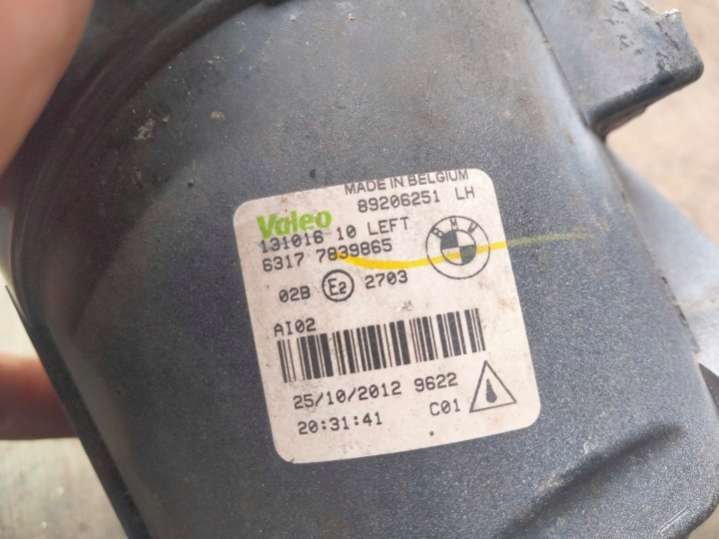 MADE IN BELGIUM
89206251 LH
Valeo
131016 10 LEFT
6317 7839865
BMW
02B E2 2703
AI02
25/10/2012 9622
20:31:41 C01